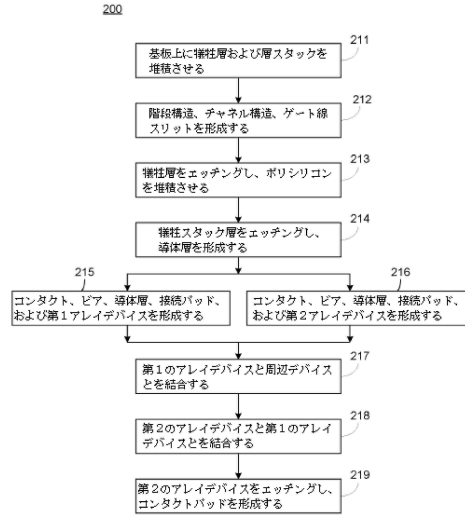 200
211
基板上に犠牲層および層スタックを
堆積させる
212
階段構造、チャネル構造、ゲート線
スリットを形成する
213
犠牲層をエッチングし、ポリシリコン
を堆積させる
214
犠牲スタック層をエッチングし、
導体層を形成する
215
コンタクト、ビア、導体層、接続パッド、
および第1アレイデバイスを形成する
216
コンタクト、ビア、導体層、接続パッド、
および第2アレイデバイスを形成する
217
第1のアレイデバイスと周辺デバイス
とを結合する
218
第2のアレイデバイスと第1のアレイ
デバイスとを結合する
219
第2のアレイデバイスをエッチングし、
コンタクトパッドを形成する